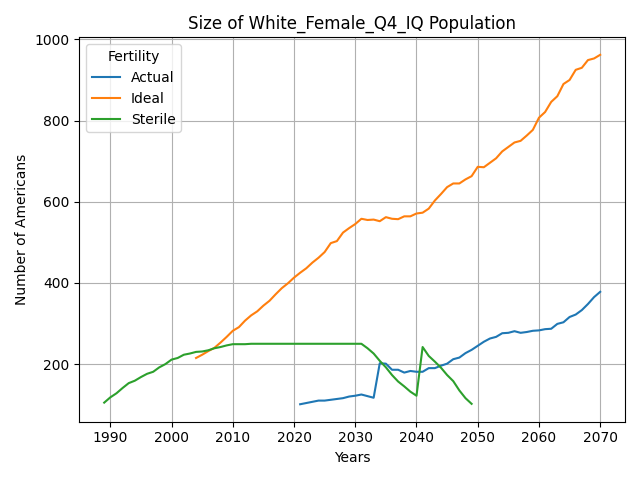 Size of White_Female_Q4_IQ Population
Number of Americans
1000
800
600
400
200
Fertility
Actual
Ideal
Sterile
1990 2000 2010 2020 2030 2040 2050 2060 2070
Years